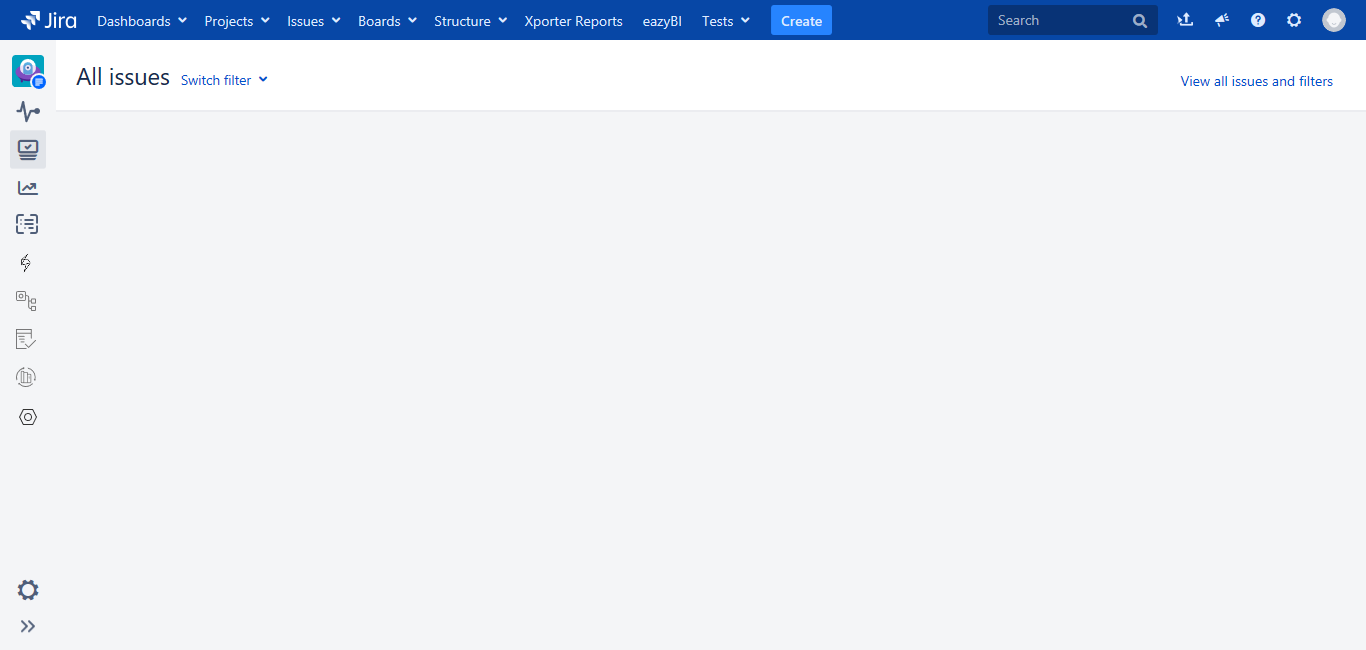 Jira Dashboards Projects Issues Boards Structure Xporter Reports eazyBI Tests Create Search
All issues Switch filter View all issues and filters